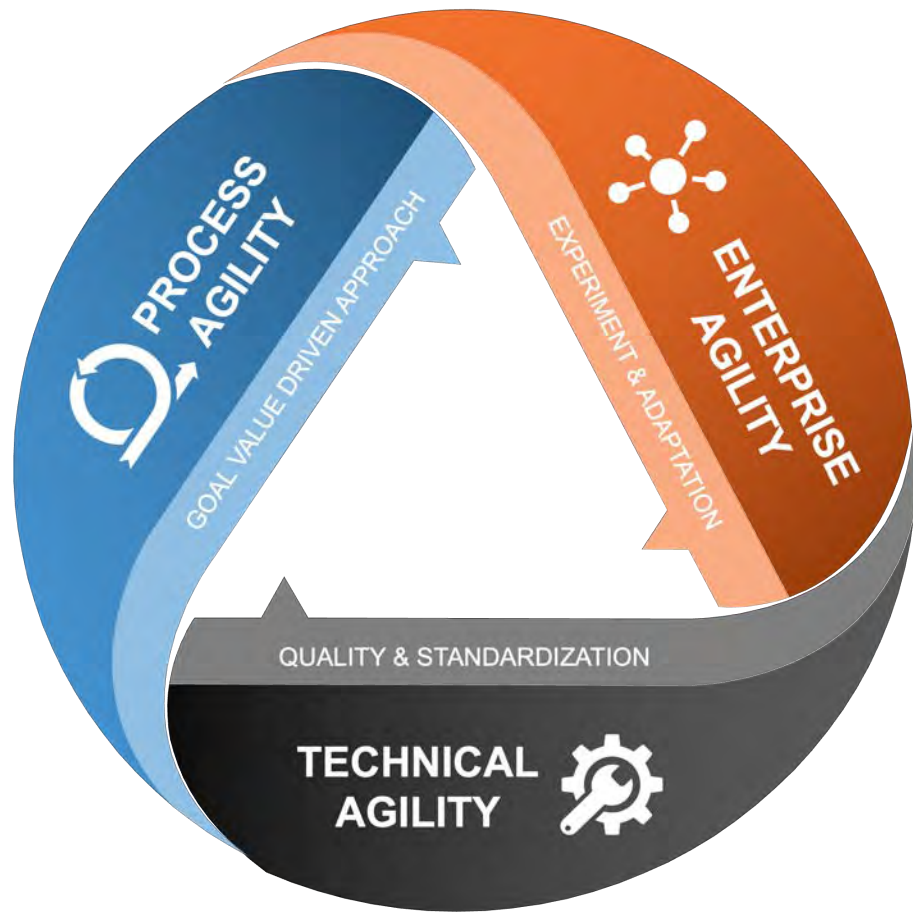 PROCESS
AGILITY
GOAL VALUE DRIVEN APPROACH
ENTERPRISE
AGILITY
EXPERIMENT & ADAPTATION
QUALITY & STANDARDIZATION
TECHNICAL
AGILITY